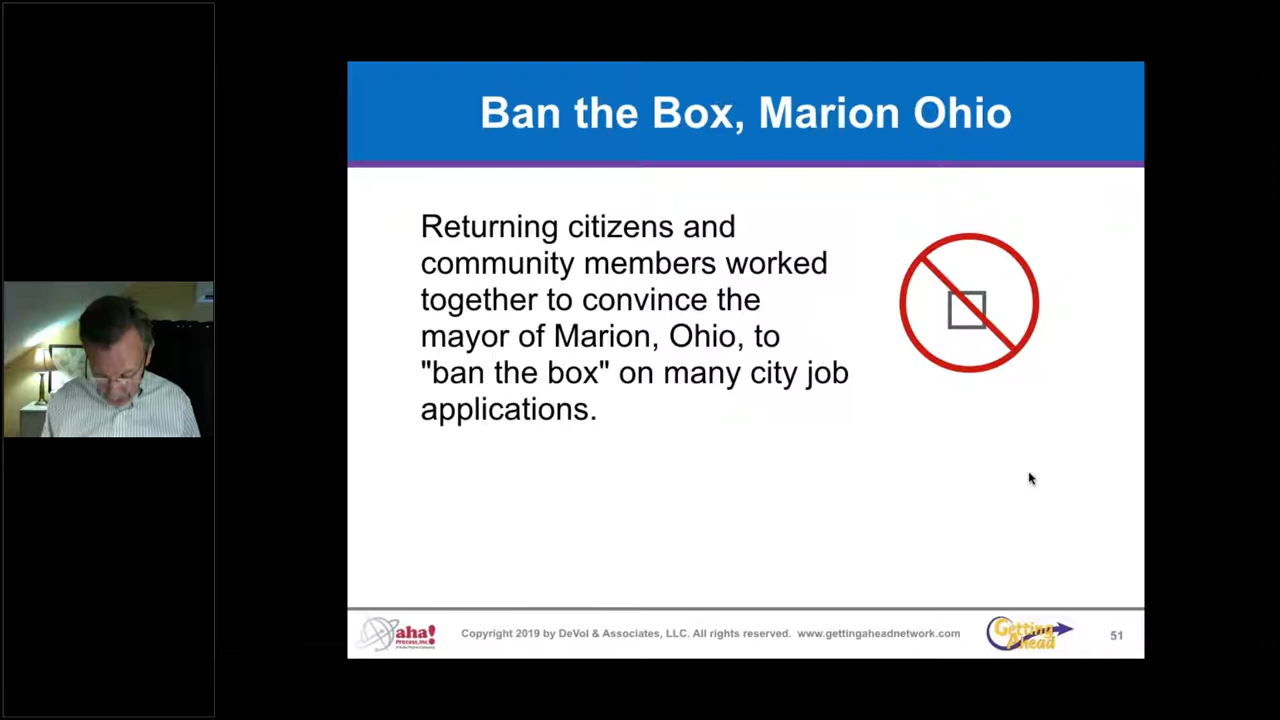 Ban the Box, Marion Ohio
Returning citizens and
community members worked
together to convince the
mayor of Marion, Ohio, to
"ban the box" on many city job
applications.
aha!
Process, Inc.
Copyright 2019 by DeVol & Associates, LLC. All rights reserved. www.gettingaheadnetwork.com
Getting
Ahead
51